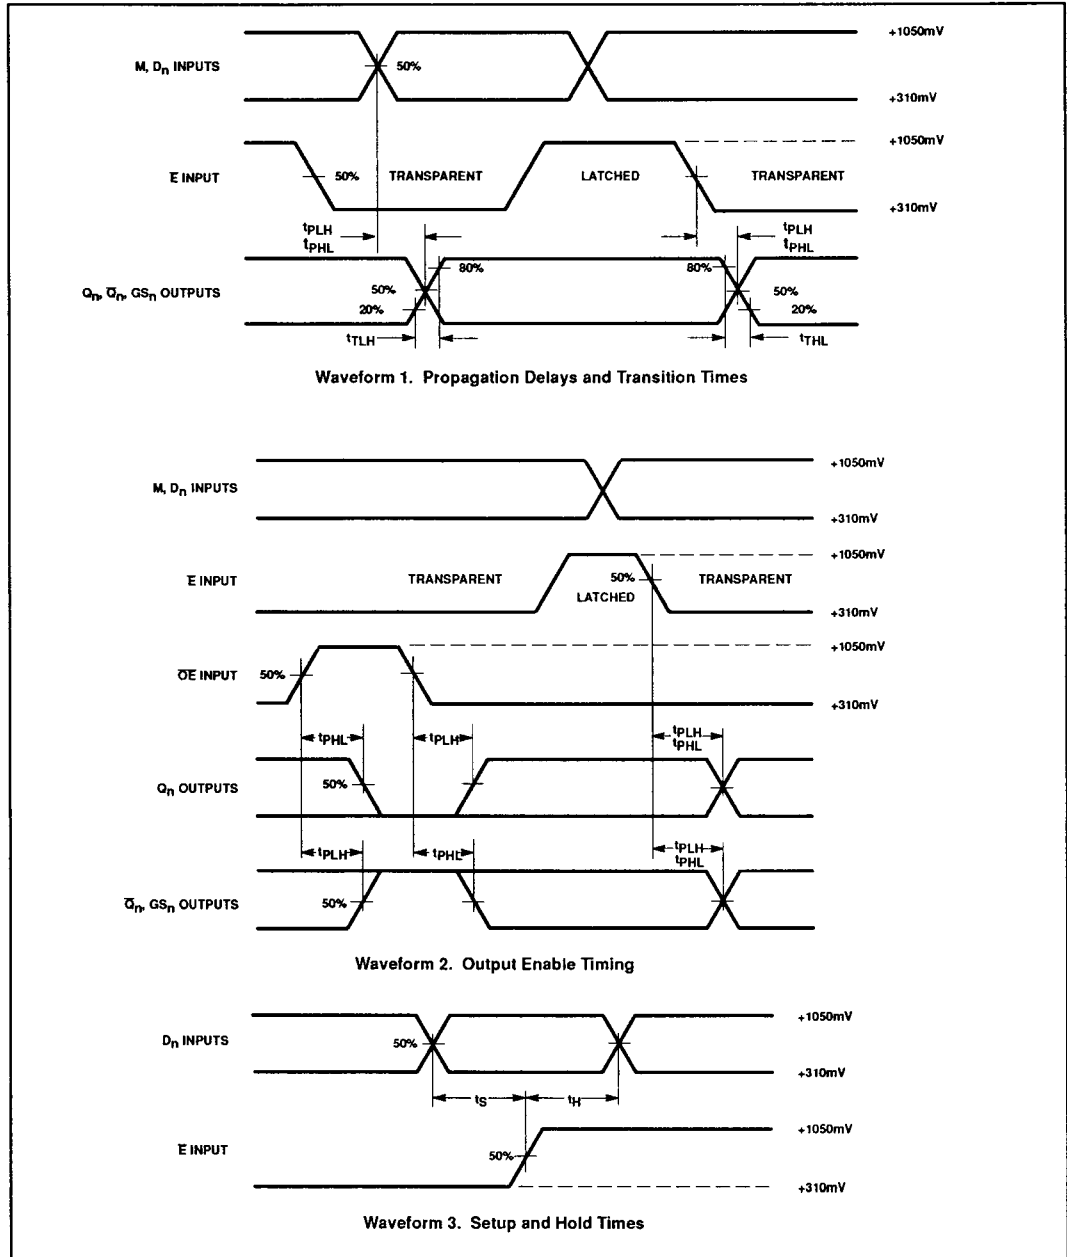 +1050mV
M, Dn INPUTS
50%
+310mV
+1050mV
E̅ INPUT
50%
TRANSPARENT
LATCHED
TRANSPARENT
+310mV
tPLH
tPHL
tPLH
tPHL
80%
80%
Qn, Q̅n, GSn OUTPUTS
50%
50%
20%
20%
tTLH
tTHL
Waveform 1. Propagation Delays and Transition Times
+1050mV
M, Dn INPUTS
+310mV
+1050mV
E̅ INPUT
TRANSPARENT
50%
TRANSPARENT
LATCHED
+310mV
+1050mV
O̅E̅ INPUT
50%
+310mV
tPHL
tPLH
tPLH
tPHL
Qn OUTPUTS
50%
tPLH
tPHL
tPLH
tPHL
Q̅n, GSn OUTPUTS
50%
Waveform 2. Output Enable Timing
+1050mV
Dn INPUTS
50%
+310mV
tS
tH
+1050mV
E̅ INPUT
50%
+310mV
Waveform 3. Setup and Hold Times